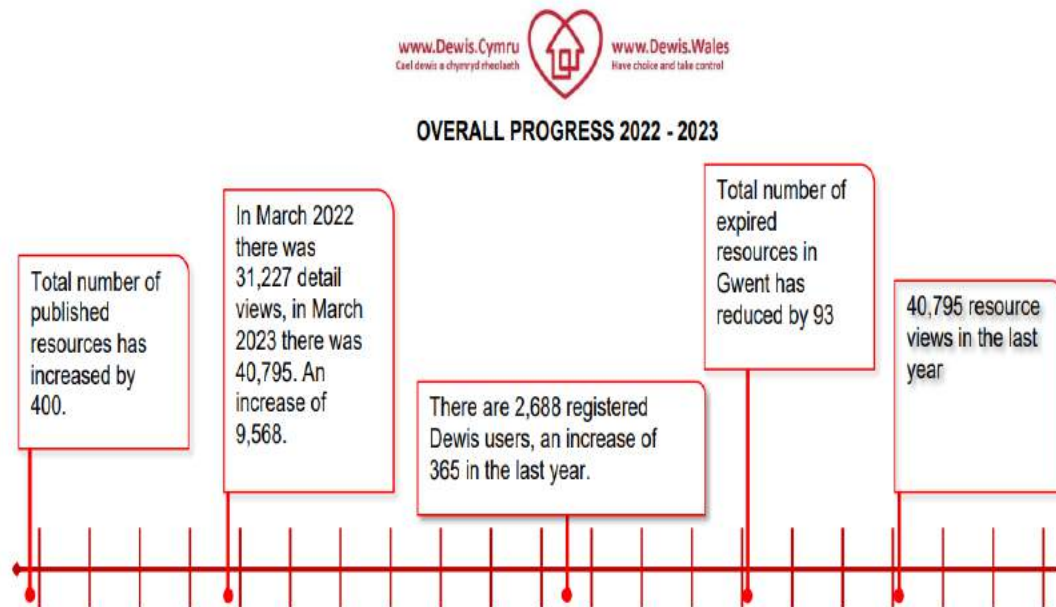 www.Dewis.Cymru
Cael dewis a chymryd rheolaeth
www.Dewis.Wales
Have choice and take control
OVERALL PROGRESS 2022 - 2023
Total number of
published
resources has
increased by
400.
In March 2022
there was
31,227 detail
views, in March
2023 there was
40,795. An
increase of
9,568.
There are 2,688 registered
Dewis users, an increase of
365 in the last year.
Total number of
expired
resources in
Gwent has
reduced by 93
40,795 resource
views in the last
year